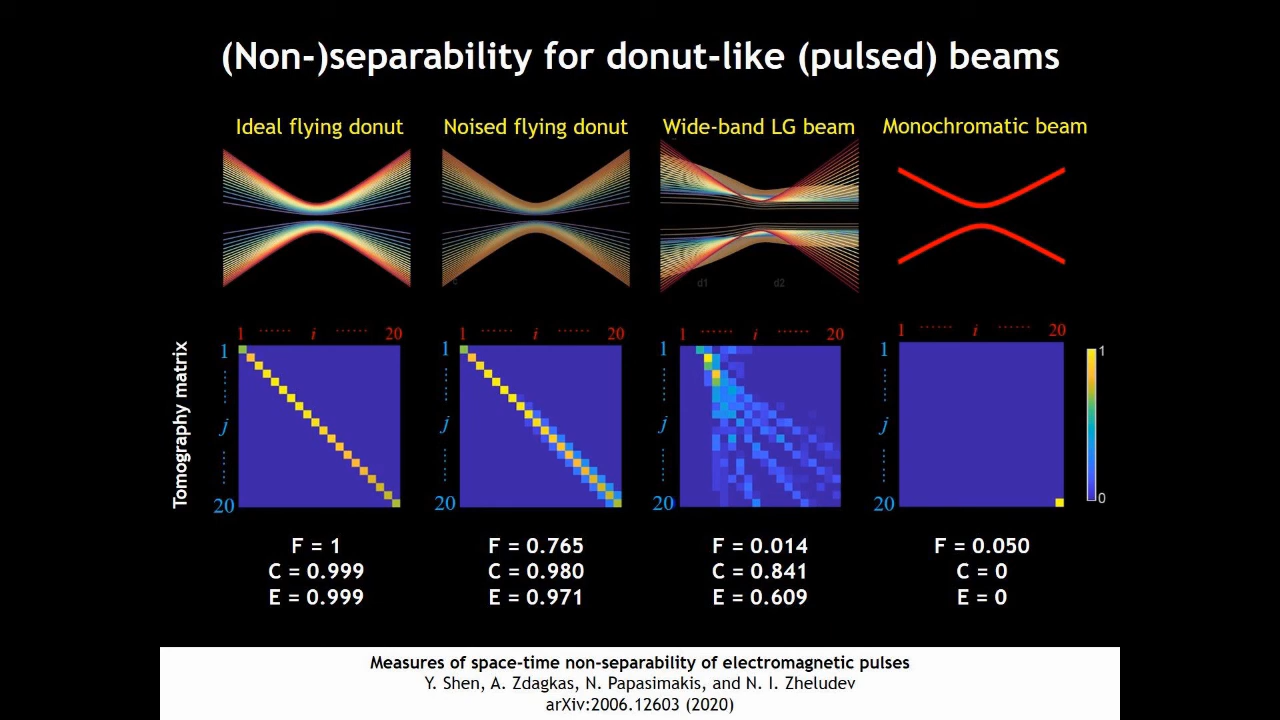 (Non-)separability for donut-like (pulsed) beams
Ideal flying donut
Noised flying donut
Wide-band LG beam
Monochromatic beam
c
d1
d2
1 ...... i ...... 20
1 ...... i ...... 20
1 ...... i ...... 20
1 ...... i ...... 20
Tomography matrix
1
j
20
1
j
20
1
j
20
1
j
20
1
0
F = 1
C = 0.999
E = 0.999
F = 0.765
C = 0.980
E = 0.971
F = 0.014
C = 0.841
E = 0.609
F = 0.050
C = 0
E = 0
Measures of space-time non-separability of electromagnetic pulses
Y. Shen, A. Zdagkas, N. Papasimakis, and N. I. Zheludev
arXiv:2006.12603 (2020)